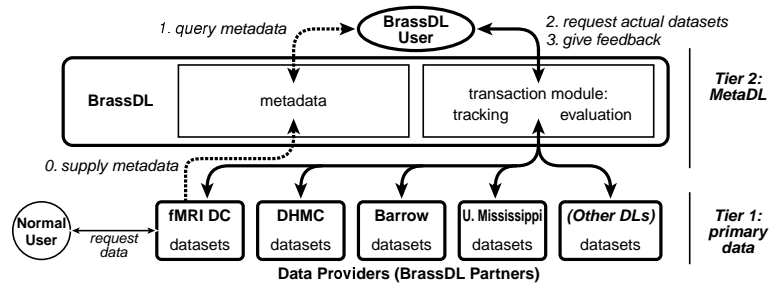 BrassDL
User
1. query metadata
2. request actual datasets
3. give feedback
BrassDL
metadata
transaction module:
tracking evaluation
Tier 2:
MetaDL
0. supply metadata
Normal
User
request
data
fMRI DC
datasets
DHMC
datasets
Barrow
datasets
U. Mississippi
datasets
(Other DLs)
datasets
Tier 1:
primary
data
Data Providers (BrassDL Partners)